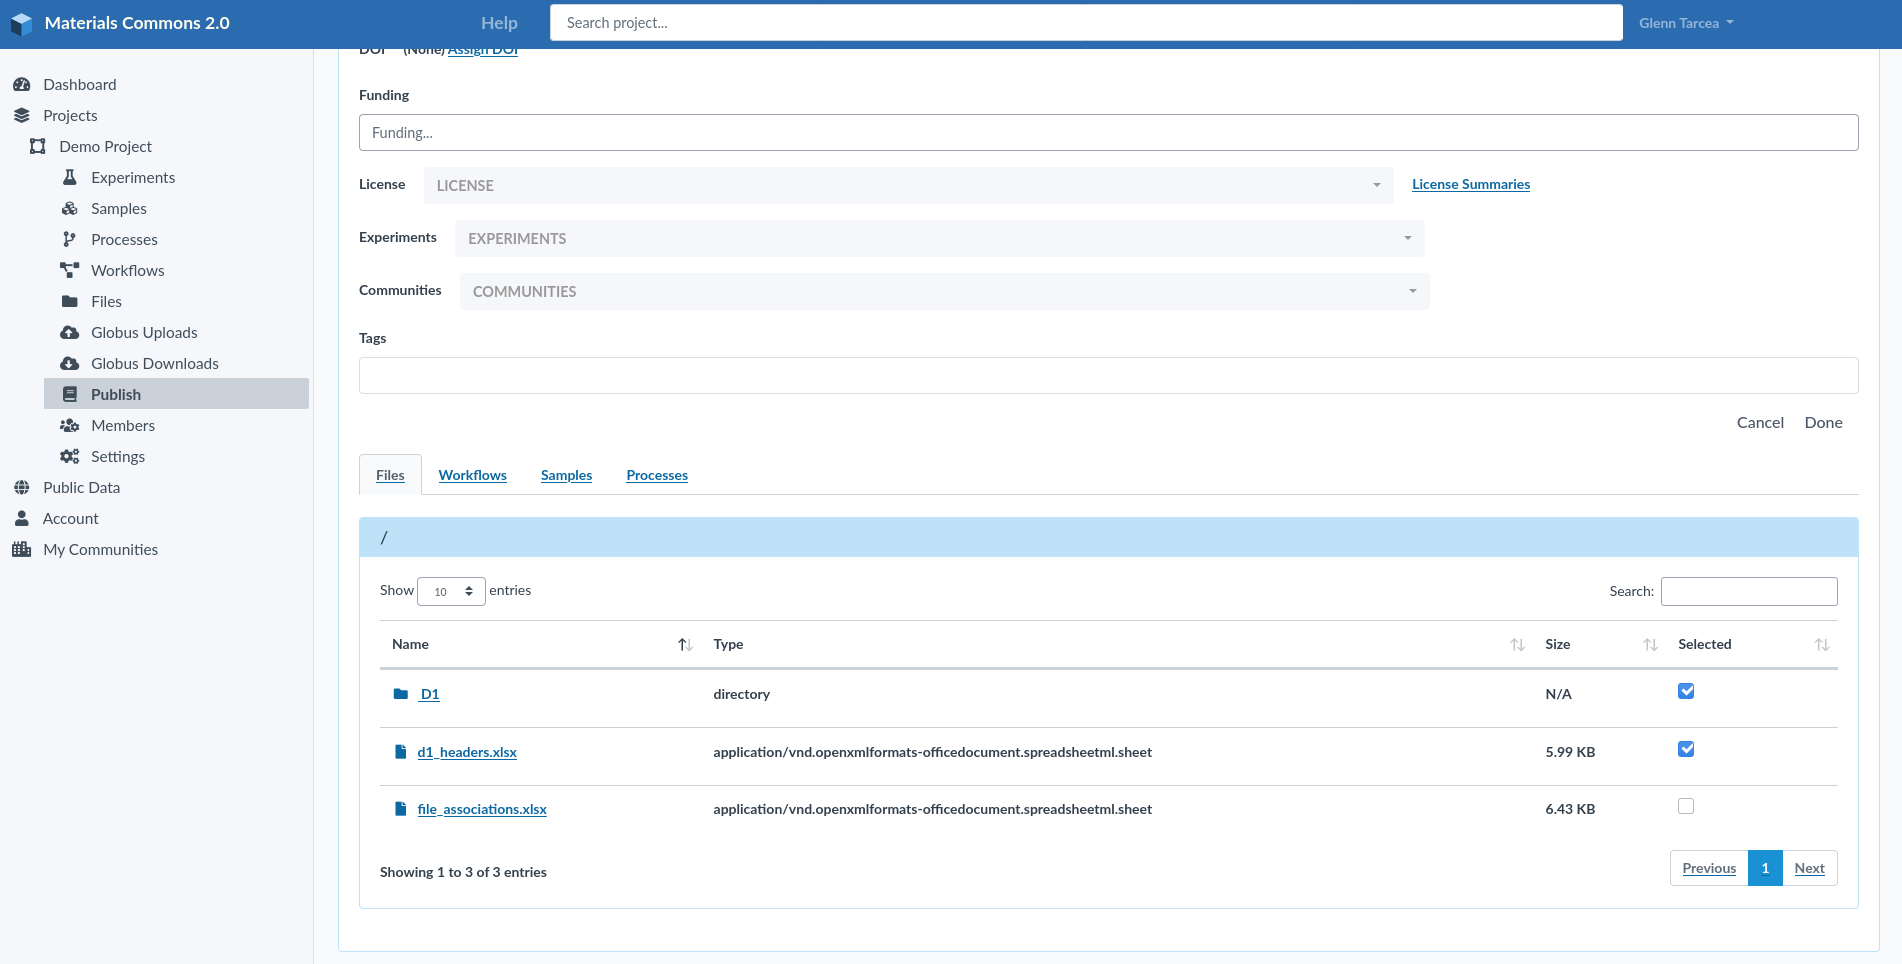 Materials Commons 2.0
Help
Search project...
Glenn Tarcea
DOI (None) Assign DOI
Dashboard
Projects
Demo Project
Experiments
Samples
Processes
Workflows
Files
Globus Uploads
Globus Downloads
Publish
Members
Settings
Public Data
Account
My Communities
Funding
Funding...
License LICENSE License Summaries
Experiments EXPERIMENTS
Communities COMMUNITIES
Tags
Cancel Done
Files Workflows Samples Processes
/
Show 10 entries Search:
Name Type Size Selected
D1 directory N/A
d1_headers.xlsx application/vnd.openxmlformats-officedocument.spreadsheetml.sheet 5.99 KB
file_associations.xlsx application/vnd.openxmlformats-officedocument.spreadsheetml.sheet 6.43 KB
Showing 1 to 3 of 3 entries Previous 1 Next